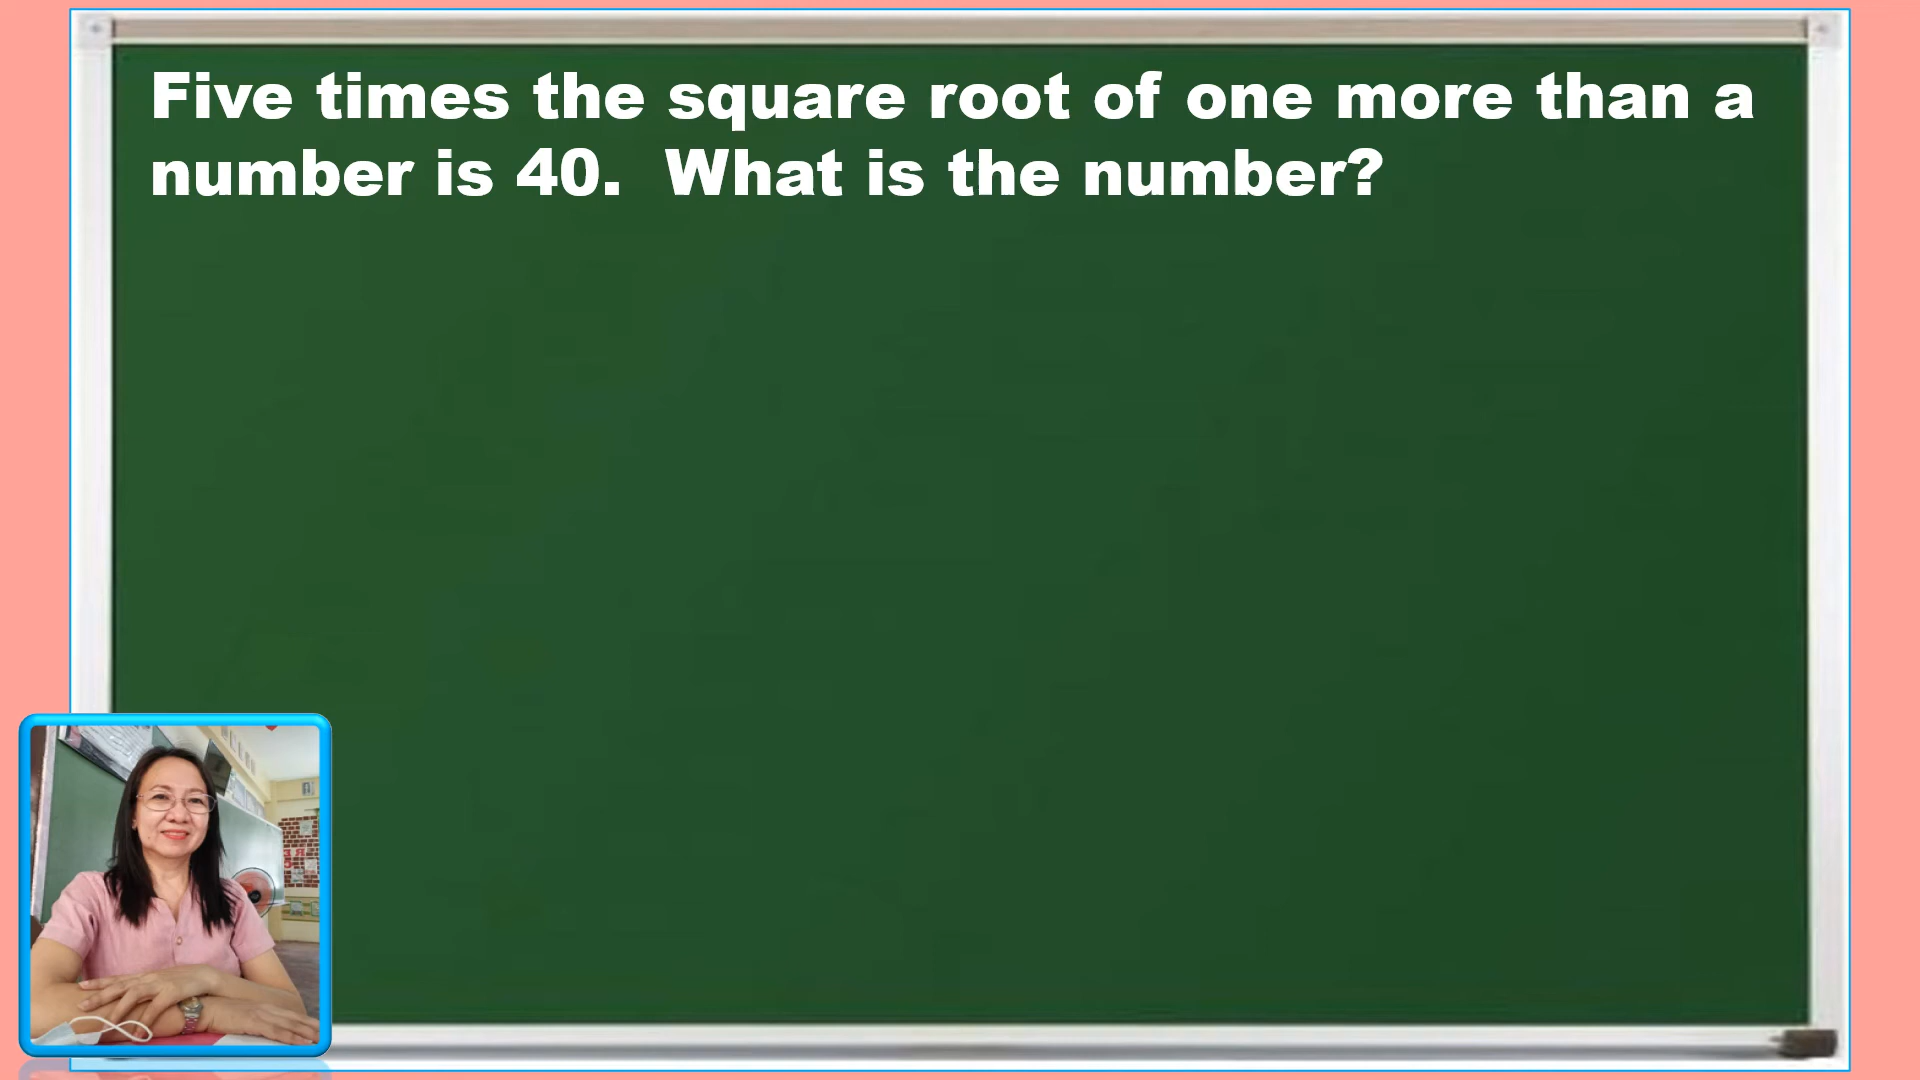 Five times the square root of one more than a
number is 40.  What is the number?